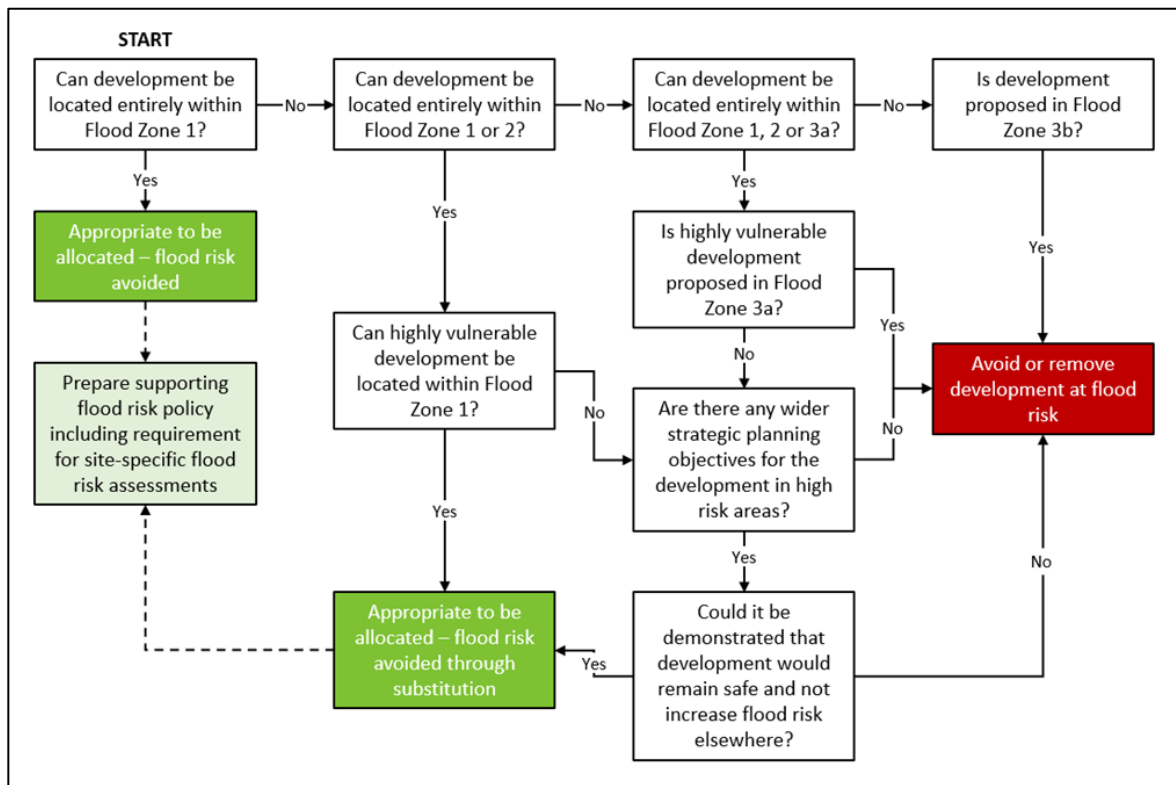 START
Can development be
located entirely within
Flood Zone 1?
No
Can development be
located entirely within
Flood Zone 1 or 2?
No
Can development be
located entirely within
Flood Zone 1, 2 or 3a?
No
Is development
proposed in Flood
Zone 3b?
Yes
Yes
Yes
Yes
Appropriate to be
allocated – flood risk
avoided
Is highly vulnerable
development
proposed in Flood
Zone 3a?
Yes
No
Can highly vulnerable
development be
located within Flood
Zone 1?
No
Yes
Prepare supporting
flood risk policy
including requirement
for site-specific flood
risk assessments
Are there any wider
strategic planning
objectives for the
development in high
risk areas?
No
Yes
Avoid or remove
development at flood
risk
Appropriate to be
allocated – flood risk
avoided through
substitution
Yes
Could it be
demonstrated that
development would
remain safe and not
increase flood risk
elsewhere?
No